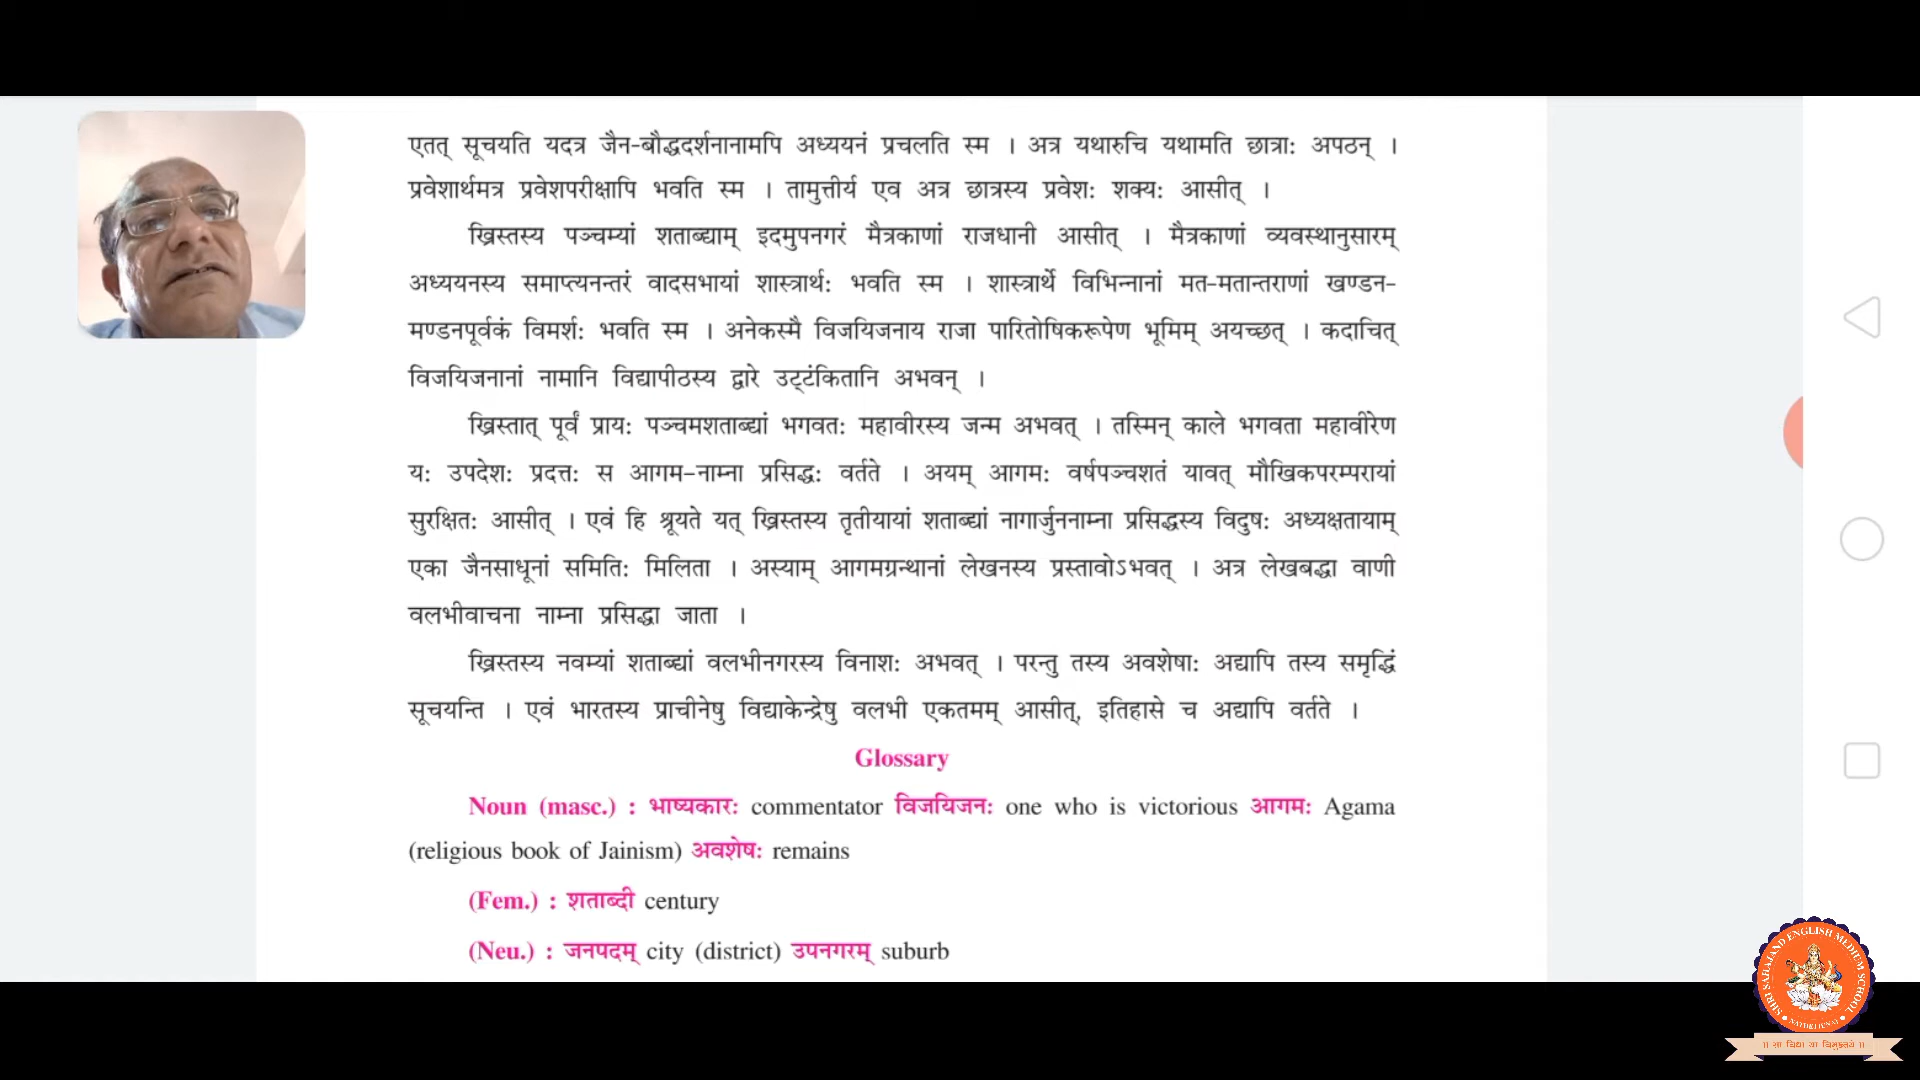 एतत् सूचयति यदत्र जैन-बौद्धदर्शनानामपि अध्ययनं प्रचलति स्म । अत्र यथारुचि यथामति छात्राः अपठन् ।
प्रवेशार्थमत्र प्रवेशपरीक्षापि भवति स्म । तामुत्तीर्य एव अत्र छात्रस्य प्रवेशः शक्यः आसीत् ।
ख्रिस्तस्य पञ्चम्यां शताब्द्याम् इदमुपनगरं मैत्रकाणां राजधानी आसीत् । मैत्रकाणां व्यवस्थानुसारम्
अध्ययनस्य समाप्त्यनन्तरं वादसभायां शास्त्रार्थः भवति स्म । शास्त्रार्थे विभिन्नानां मत-मतान्तराणां खण्डन-
मण्डनपूर्वकं विमर्शः भवति स्म । अनेकस्मै विजयिजनाय राजा पारितोषिकरूपेण भूमिम् अयच्छत् । कदाचित्
विजयिजनानां नामानि विद्यापीठस्य द्वारे उट्टंकितानि अभवन् ।
ख्रिस्तात् पूर्वं प्रायः पञ्चमशताब्द्यां भगवतः महावीरस्य जन्म अभवत् । तस्मिन् काले भगवता महावीरेण
यः उपदेशः प्रदत्तः स आगम-नाम्ना प्रसिद्धः वर्तते । अयम् आगमः वर्षपञ्चशतं यावत् मौखिकपरम्परायां
सुरक्षितः आसीत् । एवं हि श्रूयते यत् ख्रिस्तस्य तृतीयायां शताब्द्यां नागार्जुननाम्ना प्रसिद्धस्य विदुषः अध्यक्षतायाम्
एका जैनसाधूनां समितिः मिलिता । अस्याम् आगमग्रन्थानां लेखनस्य प्रस्तावोऽभवत् । अत्र लेखबद्धा वाणी
वलभीवाचना नाम्ना प्रसिद्धा जाता ।
ख्रिस्तस्य नवम्यां शताब्द्यां वलभीनगरस्य विनाशः अभवत् । परन्तु तस्य अवशेषाः अद्यापि तस्य समृद्धिं
सूचयन्ति । एवं भारतस्य प्राचीनेषु विद्याकेन्द्रेषु वलभी एकतमम् आसीत्, इतिहासे च अद्यापि वर्तते ।
Glossary
Noun (masc.) : भाष्यकारः commentator विजयिजनः one who is victorious आगमः Agama
(religious book of Jainism) अवशेषः remains
(Fem.) : शताब्दी century
(Neu.) : जनपदम् city (district) उपनगरम् suburb
SHRI SAHAJANAND ENGLISH MEDIUM SCHOOL
॥ सा विद्या या विमुक्तये ॥